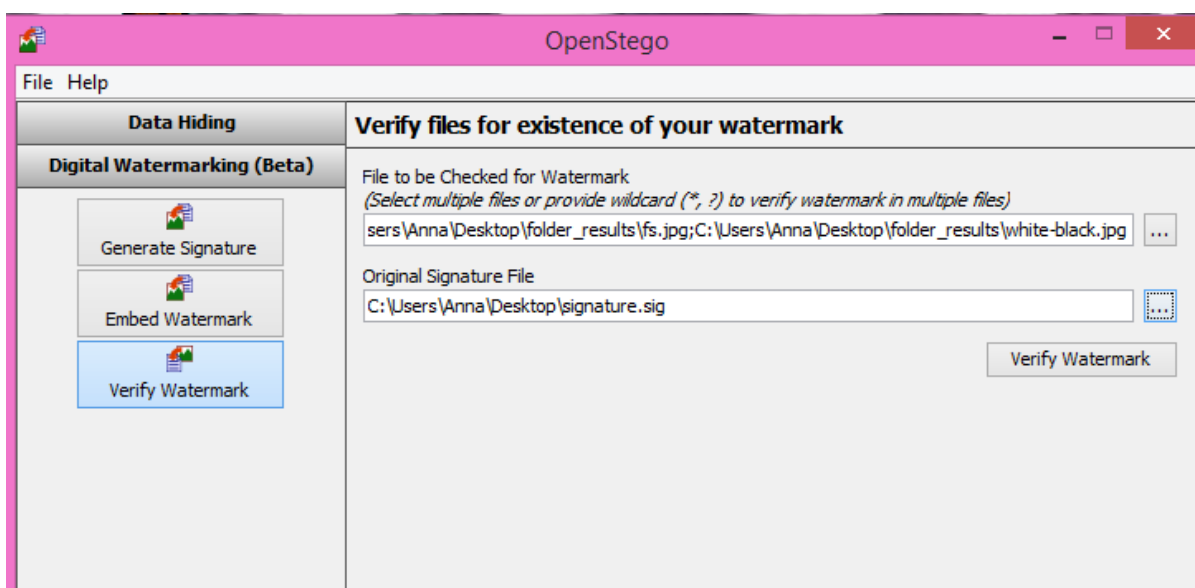 OpenStego
File Help
Data Hiding
Digital Watermarking (Beta)
Generate Signature
Embed Watermark
Verify Watermark
Verify files for existence of your watermark
File to be Checked for Watermark
(Select multiple files or provide wildcard (*, ?) to verify watermark in multiple files)
sers\Anna\Desktop\folder_results\fs.jpg;C:\Users\Anna\Desktop\folder_results\white-black.jpg ...
Original Signature File
C:\Users\Anna\Desktop\signature.sig ...
Verify Watermark